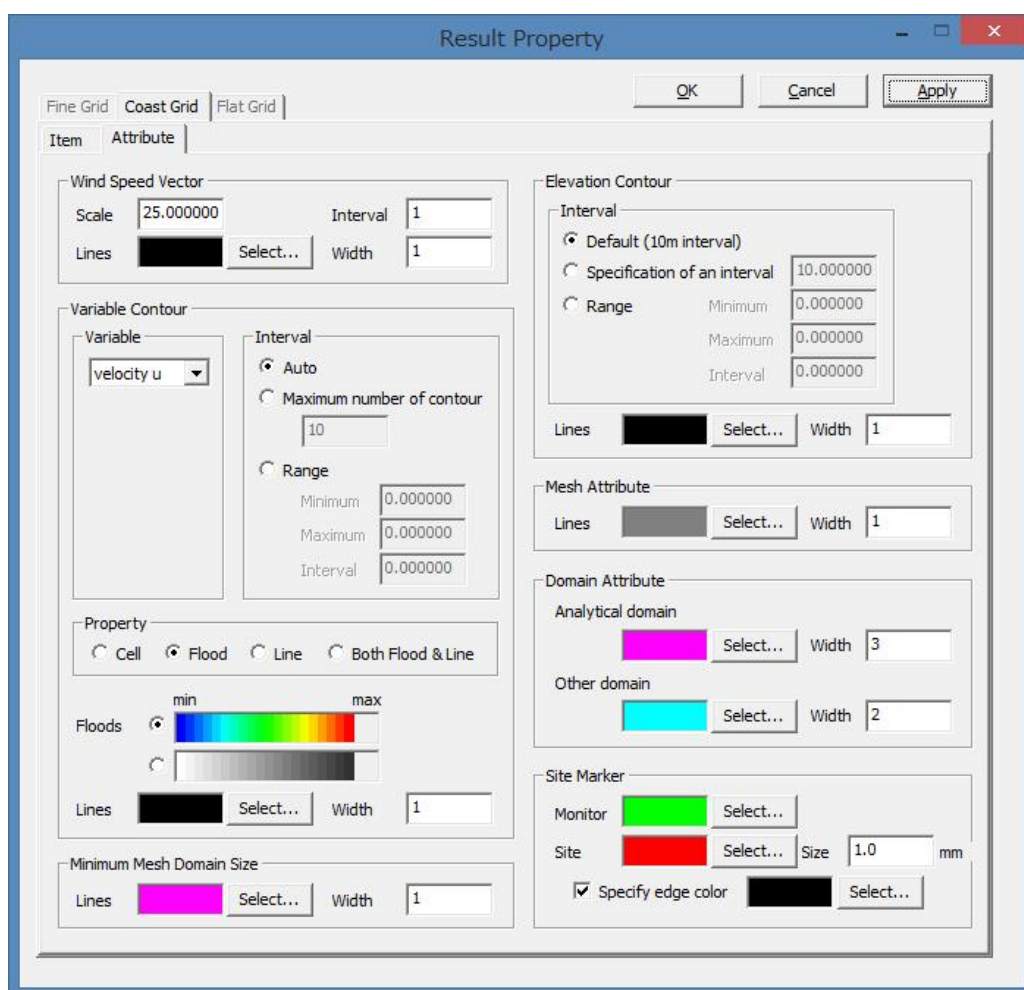 Result Property
OK Cancel Apply
Fine Grid Coast Grid Flat Grid
Item Attribute
Wind Speed Vector
Scale 25.000000 Interval 1
Lines Select... Width 1
Variable Contour
Variable
velocity u
Interval
Auto
Maximum number of contour
10
Range
Minimum 0.000000
Maximum 0.000000
Interval 0.000000
Property
Cell Flood Line Both Flood & Line
min max
Floods
Lines Select... Width 1
Minimum Mesh Domain Size
Lines Select... Width 1
Elevation Contour
Interval
Default (10m interval)
Specification of an interval 10.000000
Range Minimum 0.000000
Maximum 0.000000
Interval 0.000000
Lines Select... Width 1
Mesh Attribute
Lines Select... Width 1
Domain Attribute
Analytical domain
Select... Width 3
Other domain
Select... Width 2
Site Marker
Monitor Select...
Site Select... Size 1.0 mm
Specify edge color Select...